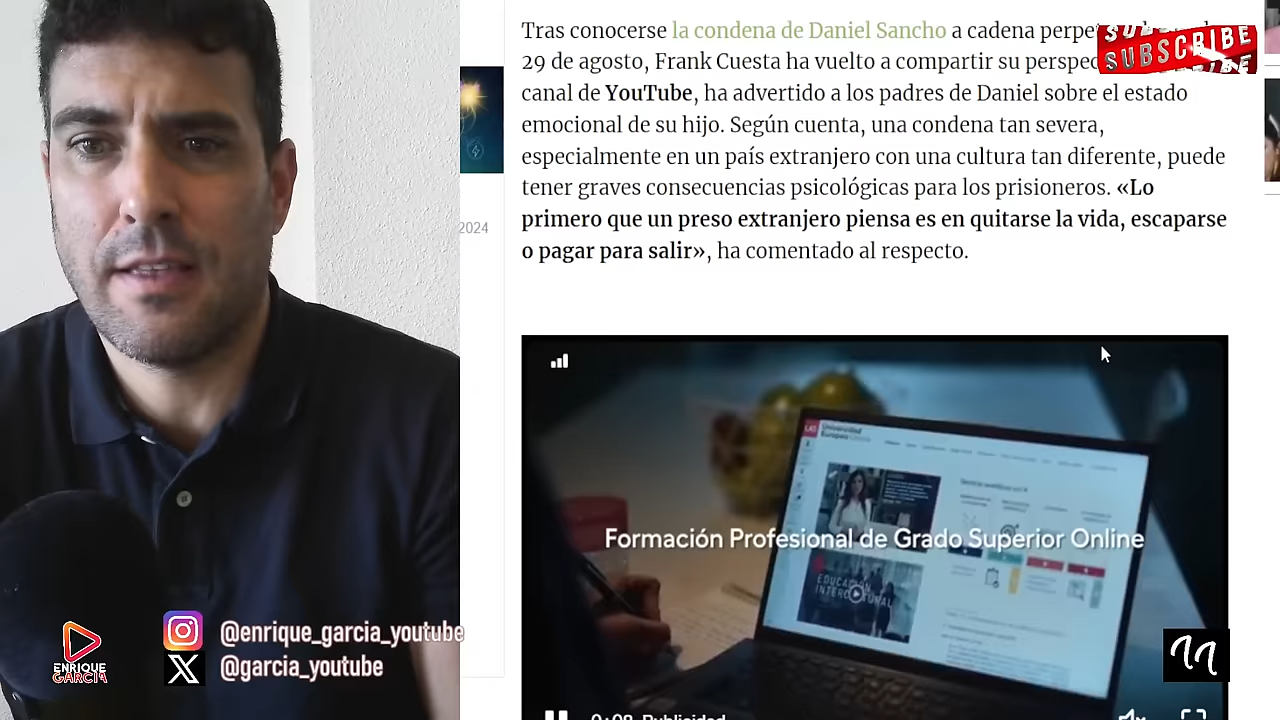 Tras conocerse la condena de Daniel Sancho a cadena
29 de agosto, Frank Cuesta ha vuelto a compartir su
canal de YouTube, ha advertido a los padres de Daniel sobre el estado
emocional de su hijo. Según cuenta, una condena tan severa,
especialmente en un país extranjero con una cultura tan diferente, puede
tener graves consecuencias psicológicas para los prisioneros. «Lo
primero que un preso extranjero piensa es en quitarse la vida, escaparse
o pagar para salir», ha comentado al respecto.
SUBSCRIBE
2024
Formación Profesional de Grado Superior Online
EDUCACIÓN
INTERCULTURAL
@enrique_garcia_youtube
@garcia_youtube
ENRIQUE
GARCIA
0:08 Publicidad